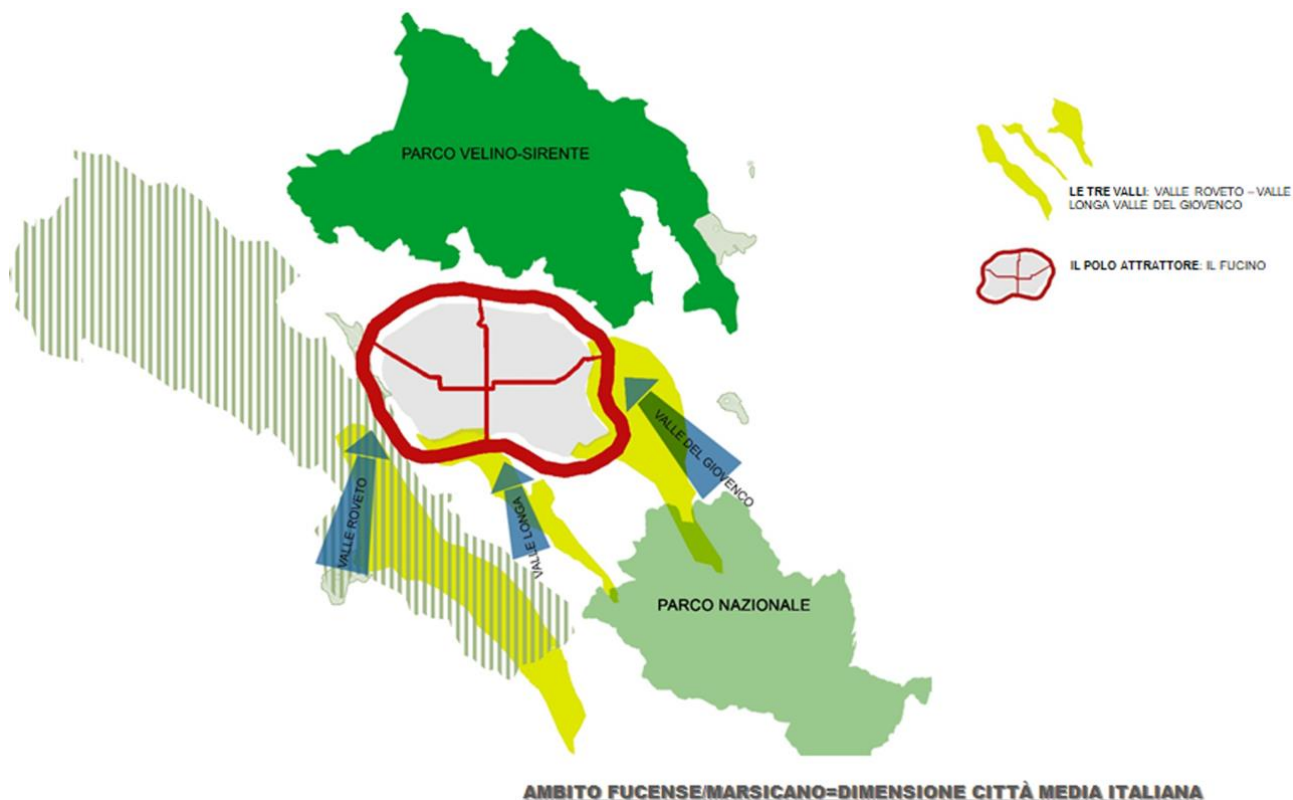 PARCO VELINO-SIRENTE
LE TRE VALLI: VALLE ROVETO – VALLE
LONGA VALLE DEL GIOVENCO
IL POLO ATTRATTORE: IL FUCINO
VALLE DEL GIOVENCO
VALLE ROVETO
VALLE LONGA
PARCO NAZIONALE
AMBITO FUCENSE/MARSICANO=DIMENSIONE CITTÀ MEDIA ITALIANA